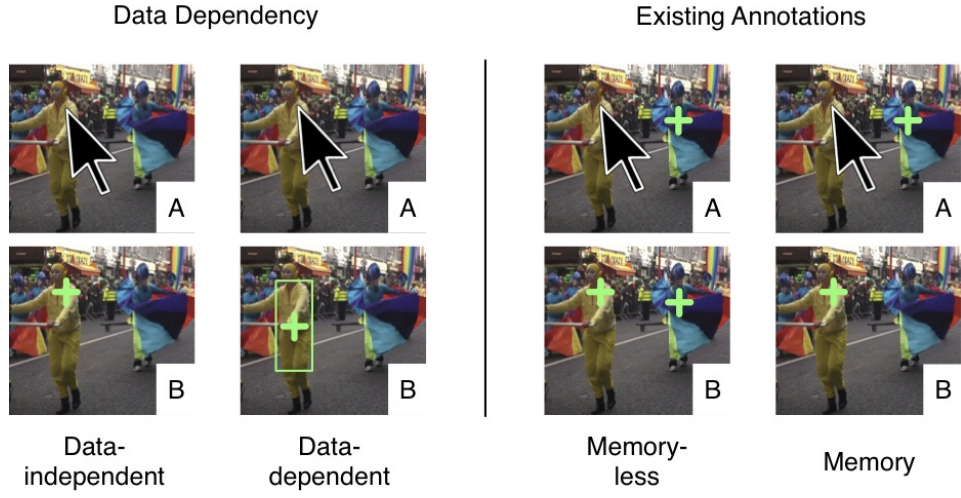 Data Dependency
Existing Annotations
A
A
A
A
B
B
B
B
Data-
independent
Data-
dependent
Memory-
less
Memory